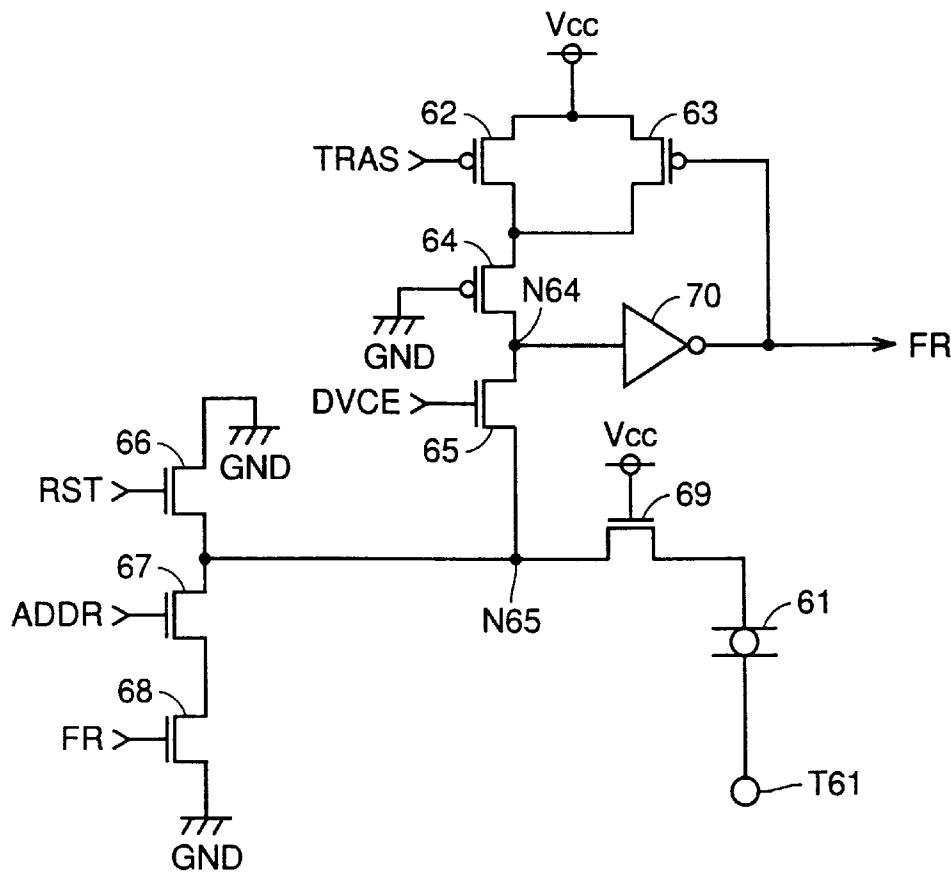 Vcc
62
63
TRAS
64
N64
70
GND
FR
DVCE
65
66
GND
Vcc
RST
69
67
ADDR
N65
61
68
FR
T61
GND